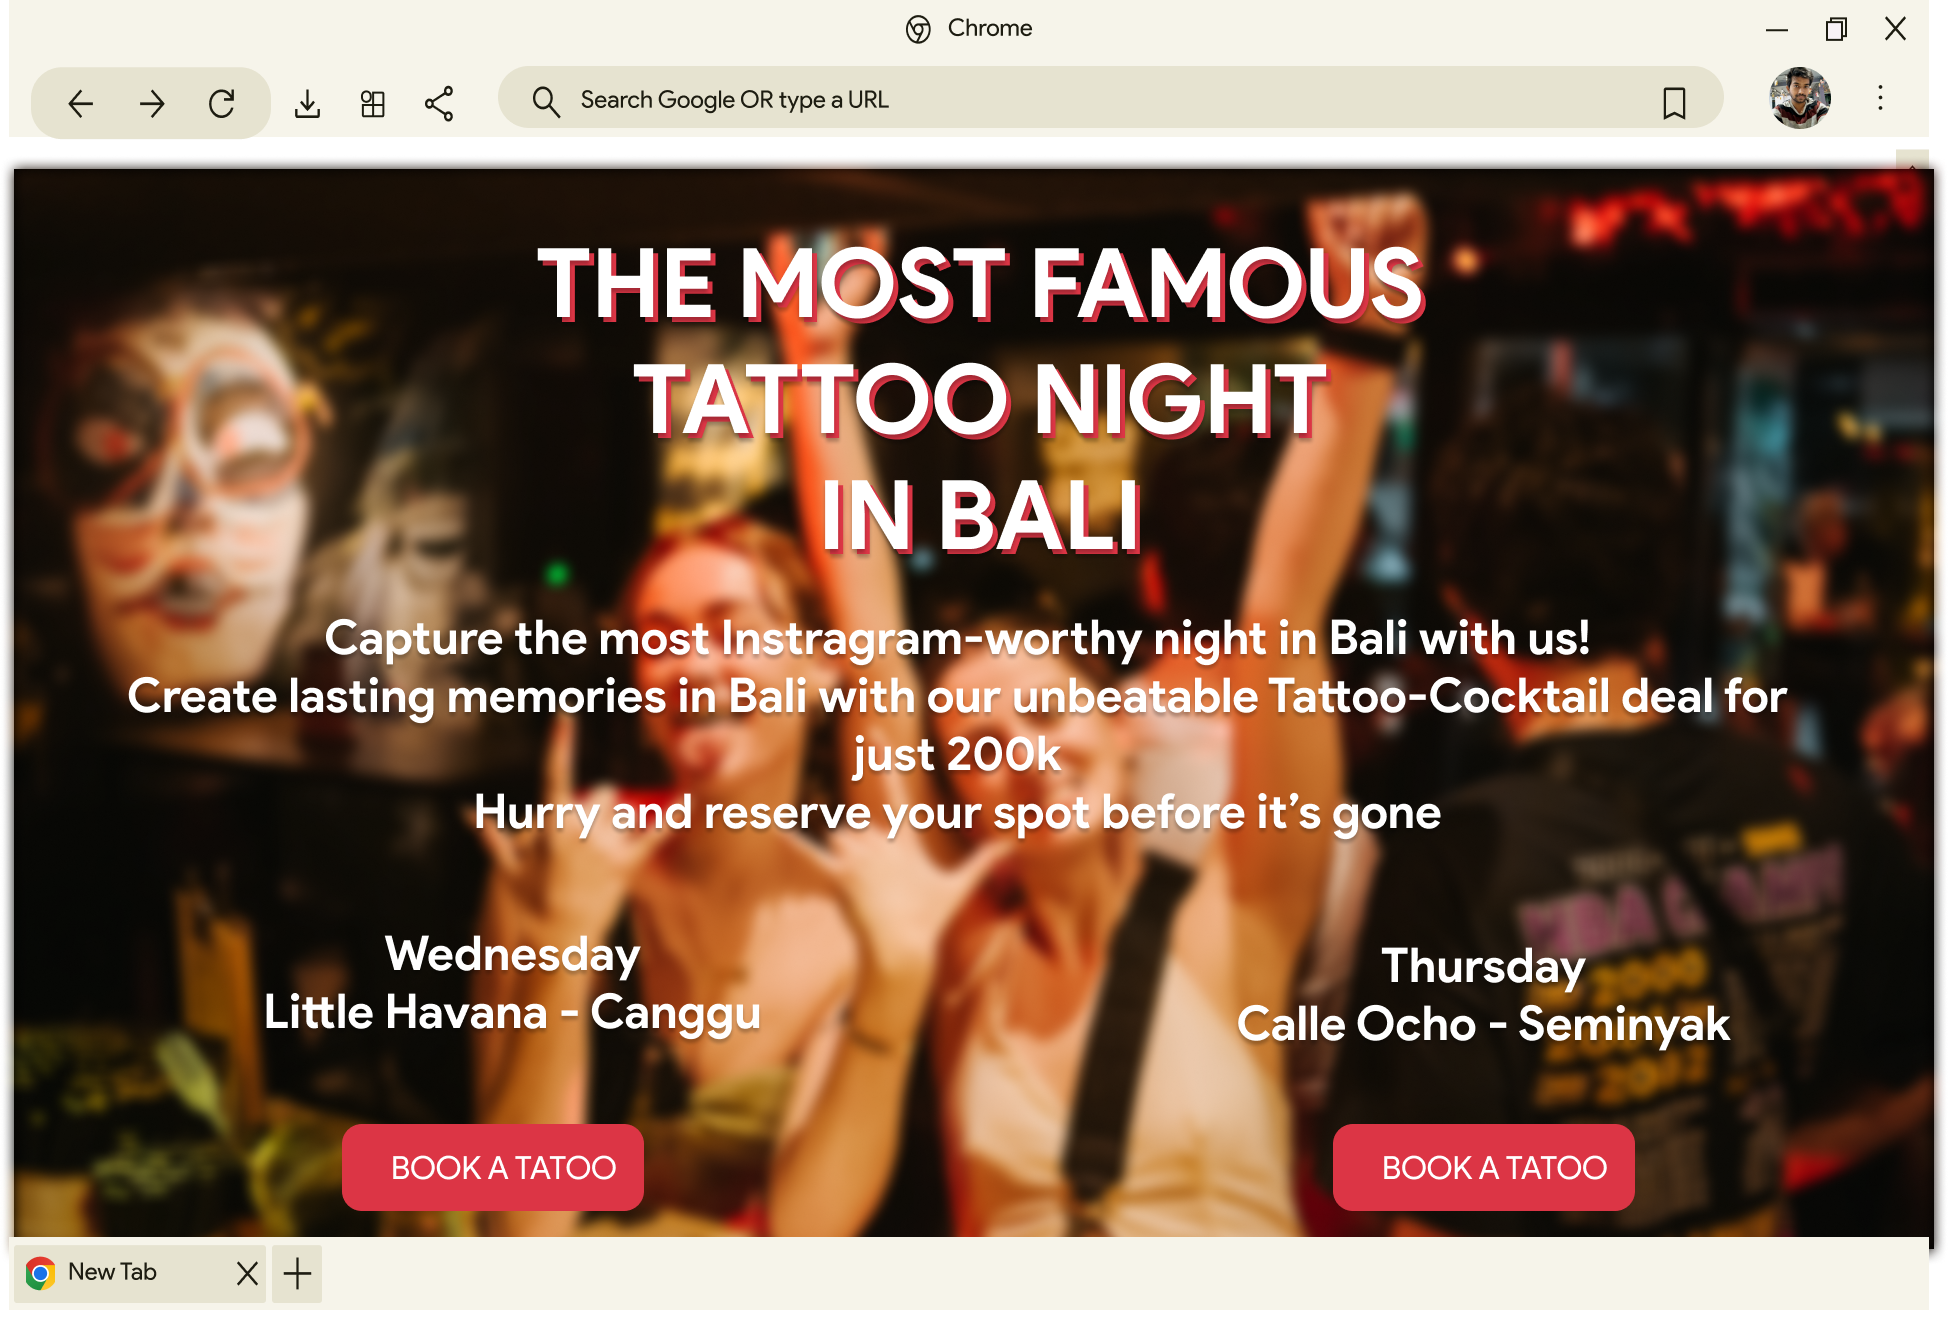 Chrome
Search Google OR type a URL
THE MOST FAMOUS
TATTOO NIGHT
IN BALI
Capture the most Instragram-worthy night in Bali with us!
Create lasting memories in Bali with our unbeatable Tattoo-Cocktail deal for
just 200k
Hurry and reserve your spot before it’s gone
Wednesday
Little Havana - Canggu
Thursday
Calle Ocho - Seminyak
2000
2002
BOOK A TATOO
BOOK A TATOO
New Tab